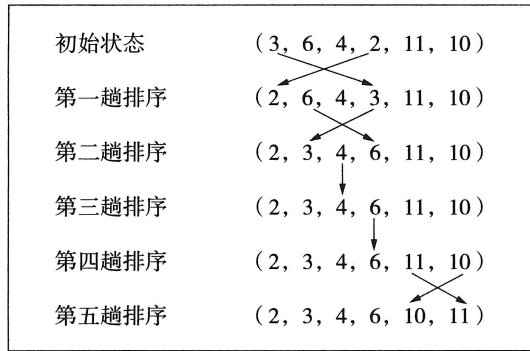 初始状态 (3, 6, 4, 2, 11, 10)
第一趟排序 (2, 6, 4, 3, 11, 10)
第二趟排序 (2, 3, 4, 6, 11, 10)
第三趟排序 (2, 3, 4, 6, 11, 10)
第四趟排序 (2, 3, 4, 6, 11, 10)
第五趟排序 (2, 3, 4, 6, 10, 11)